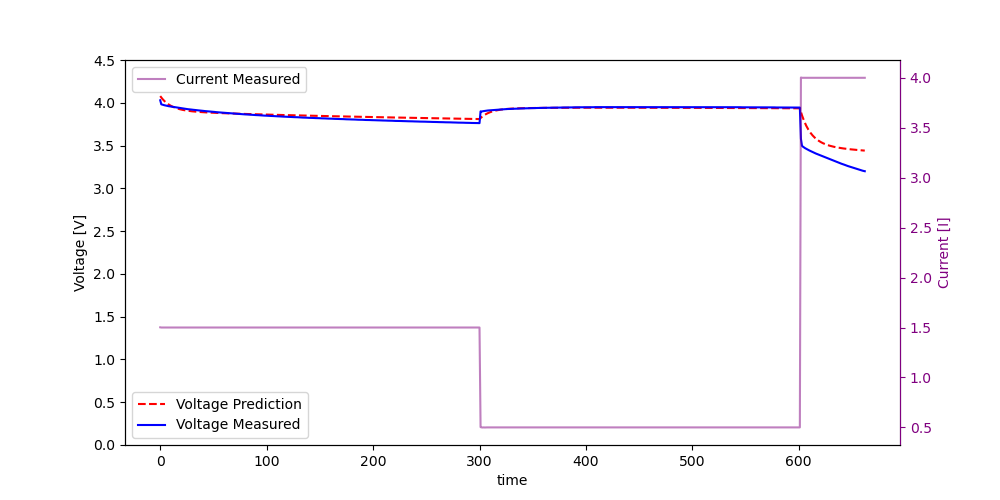 Current Measured
Voltage Prediction
Voltage Measured
4.5
4.0
3.5
3.0
2.5
2.0
1.5
1.0
0.5
0.0
Voltage [V]
4.0
3.5
3.0
2.5
2.0
1.5
1.0
0.5
Current [I]
0 100 200 300 400 500 600
time